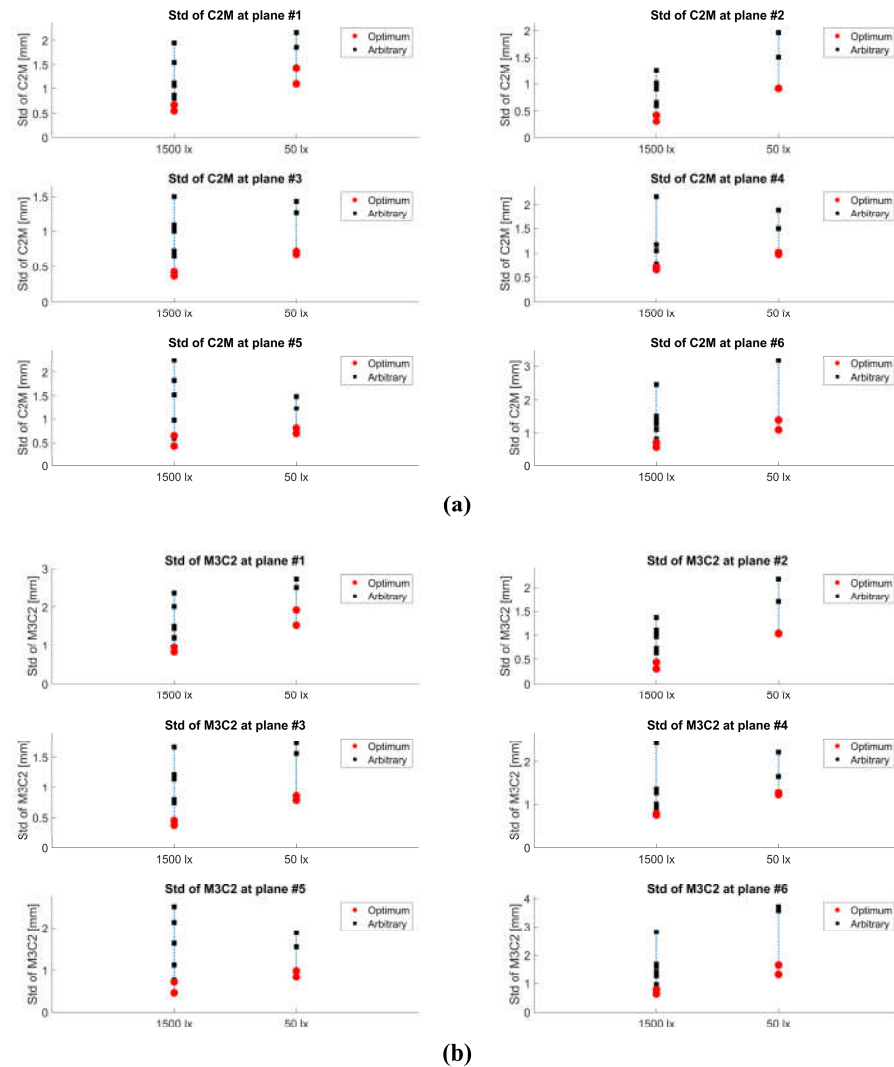 Std of C2M at plane #1
Std of C2M [mm]
2
1.5
1
0.5
0
1500 lx
50 lx
Optimum
Arbitrary
Std of C2M at plane #2
Std of C2M [mm]
2
1.5
1
0.5
0
1500 lx
50 lx
Optimum
Arbitrary
Std of C2M at plane #3
Std of C2M [mm]
1.5
1
0.5
0
1500 lx
50 lx
Optimum
Arbitrary
Std of C2M at plane #4
Std of C2M [mm]
2
1.5
1
0.5
0
1500 lx
50 lx
Optimum
Arbitrary
Std of C2M at plane #5
Std of C2M [mm]
2
1.5
1
0.5
0
1500 lx
50 lx
Optimum
Arbitrary
Std of C2M at plane #6
Std of C2M [mm]
3
2
1
0
1500 lx
50 lx
Optimum
Arbitrary
(a)
Std of M3C2 at plane #1
Std of M3C2 [mm]
3
2
1
0
1500 lx
50 lx
Optimum
Arbitrary
Std of M3C2 at plane #2
Std of M3C2 [mm]
2
1.5
1
0.5
0
1500 lx
50 lx
Optimum
Arbitrary
Std of M3C2 at plane #3
Std of M3C2 [mm]
1.5
1
0.5
0
1500 lx
50 lx
Optimum
Arbitrary
Std of M3C2 at plane #4
Std of M3C2 [mm]
2
1
0
1500 lx
50 lx
Optimum
Arbitrary
Std of M3C2 at plane #5
Std of M3C2 [mm]
2
1
0
1500 lx
50 lx
Optimum
Arbitrary
Std of M3C2 at plane #6
Std of M3C2 [mm]
4
3
2
1
0
1500 lx
50 lx
Optimum
Arbitrary
(b)